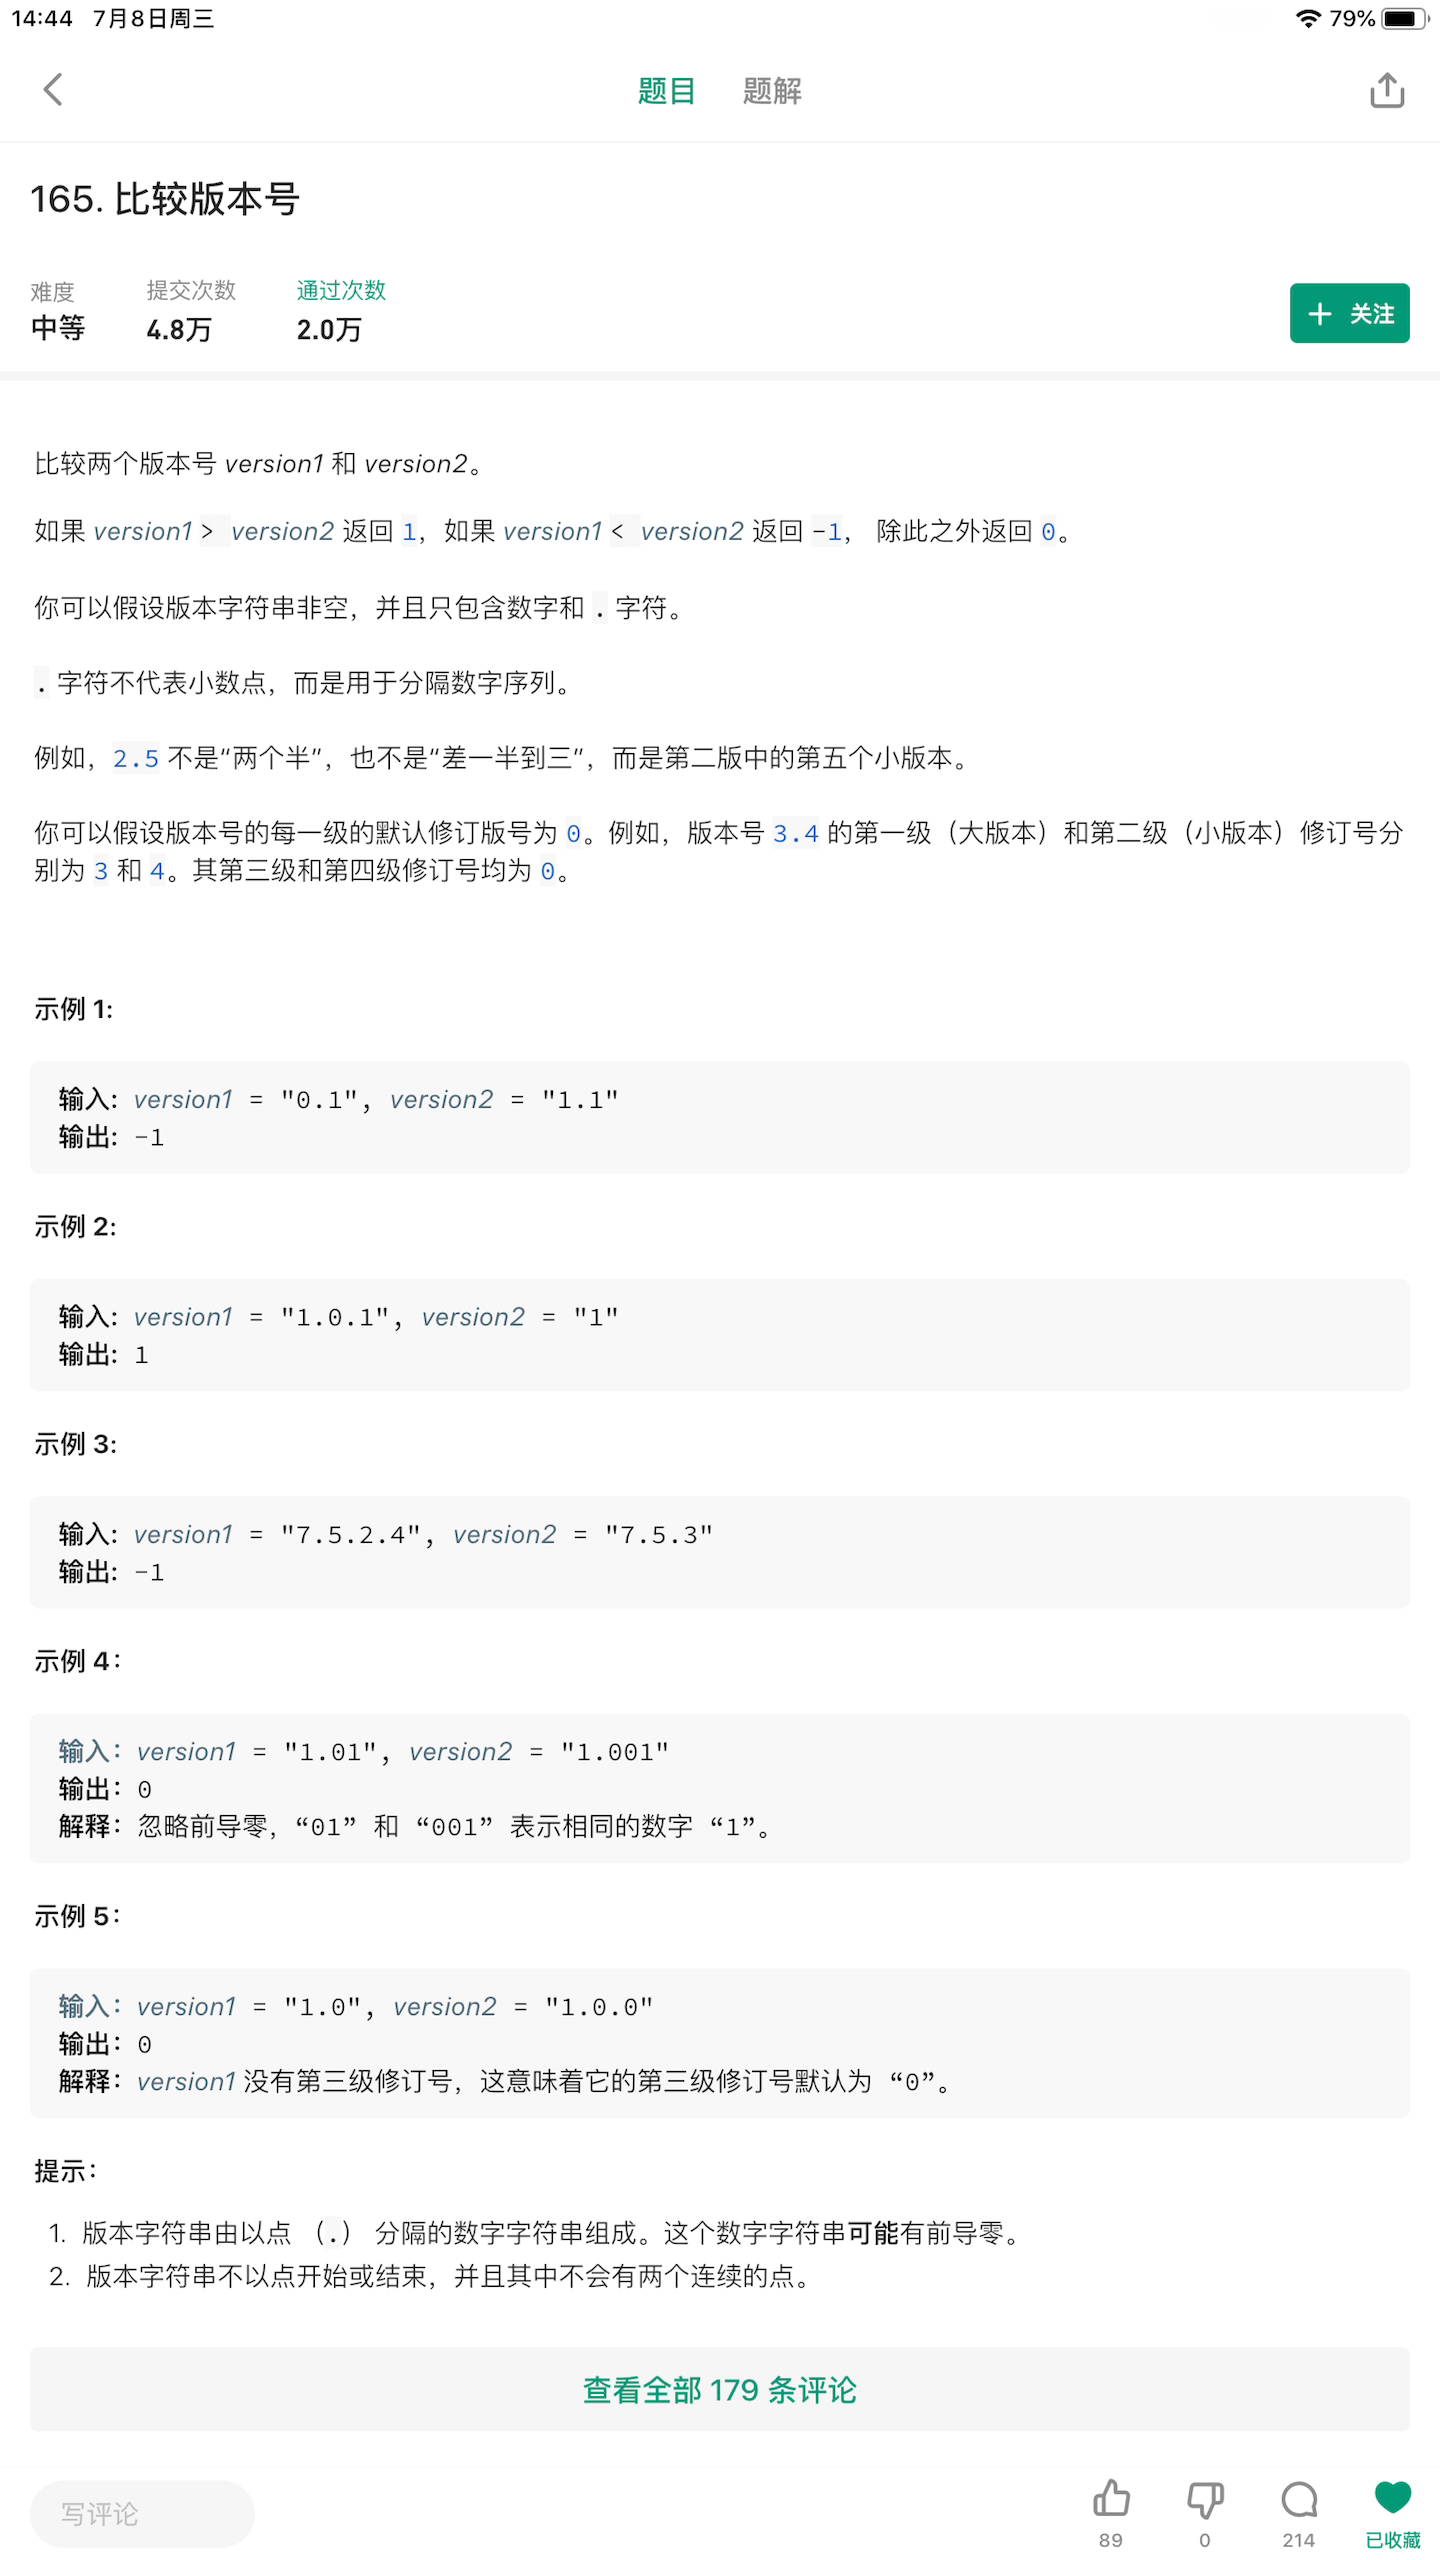 14:44 7月8日周三 79%
题目 题解
165. 比较版本号
难度 提交次数 通过次数
中等 4.8万 2.0万
+ 关注
比较两个版本号 version1 和 version2。
如果 version1 > version2 返回 1，如果 version1 < version2 返回 -1， 除此之外返回 0。
你可以假设版本字符串非空，并且只包含数字和 . 字符。
. 字符不代表小数点，而是用于分隔数字序列。
例如，2.5 不是“两个半”，也不是“差一半到三”，而是第二版中的第五个小版本。
你可以假设版本号的每一级的默认修订版号为 0。例如，版本号 3.4 的第一级（大版本）和第二级（小版本）修订号分
别为 3 和 4。其第三级和第四级修订号均为 0。
示例 1:
输入: version1 = "0.1", version2 = "1.1"
输出: -1
示例 2:
输入: version1 = "1.0.1", version2 = "1"
输出: 1
示例 3:
输入: version1 = "7.5.2.4", version2 = "7.5.3"
输出: -1
示例 4：
输入：version1 = "1.01", version2 = "1.001"
输出：0
解释：忽略前导零，“01” 和 “001” 表示相同的数字 “1”。
示例 5：
输入：version1 = "1.0", version2 = "1.0.0"
输出：0
解释：version1 没有第三级修订号，这意味着它的第三级修订号默认为 “0”。
提示：
1. 版本字符串由以点 （.） 分隔的数字字符串组成。这个数字字符串可能有前导零。
2. 版本字符串不以点开始或结束，并且其中不会有两个连续的点。
查看全部 179 条评论
写评论
89 0 214 已收藏